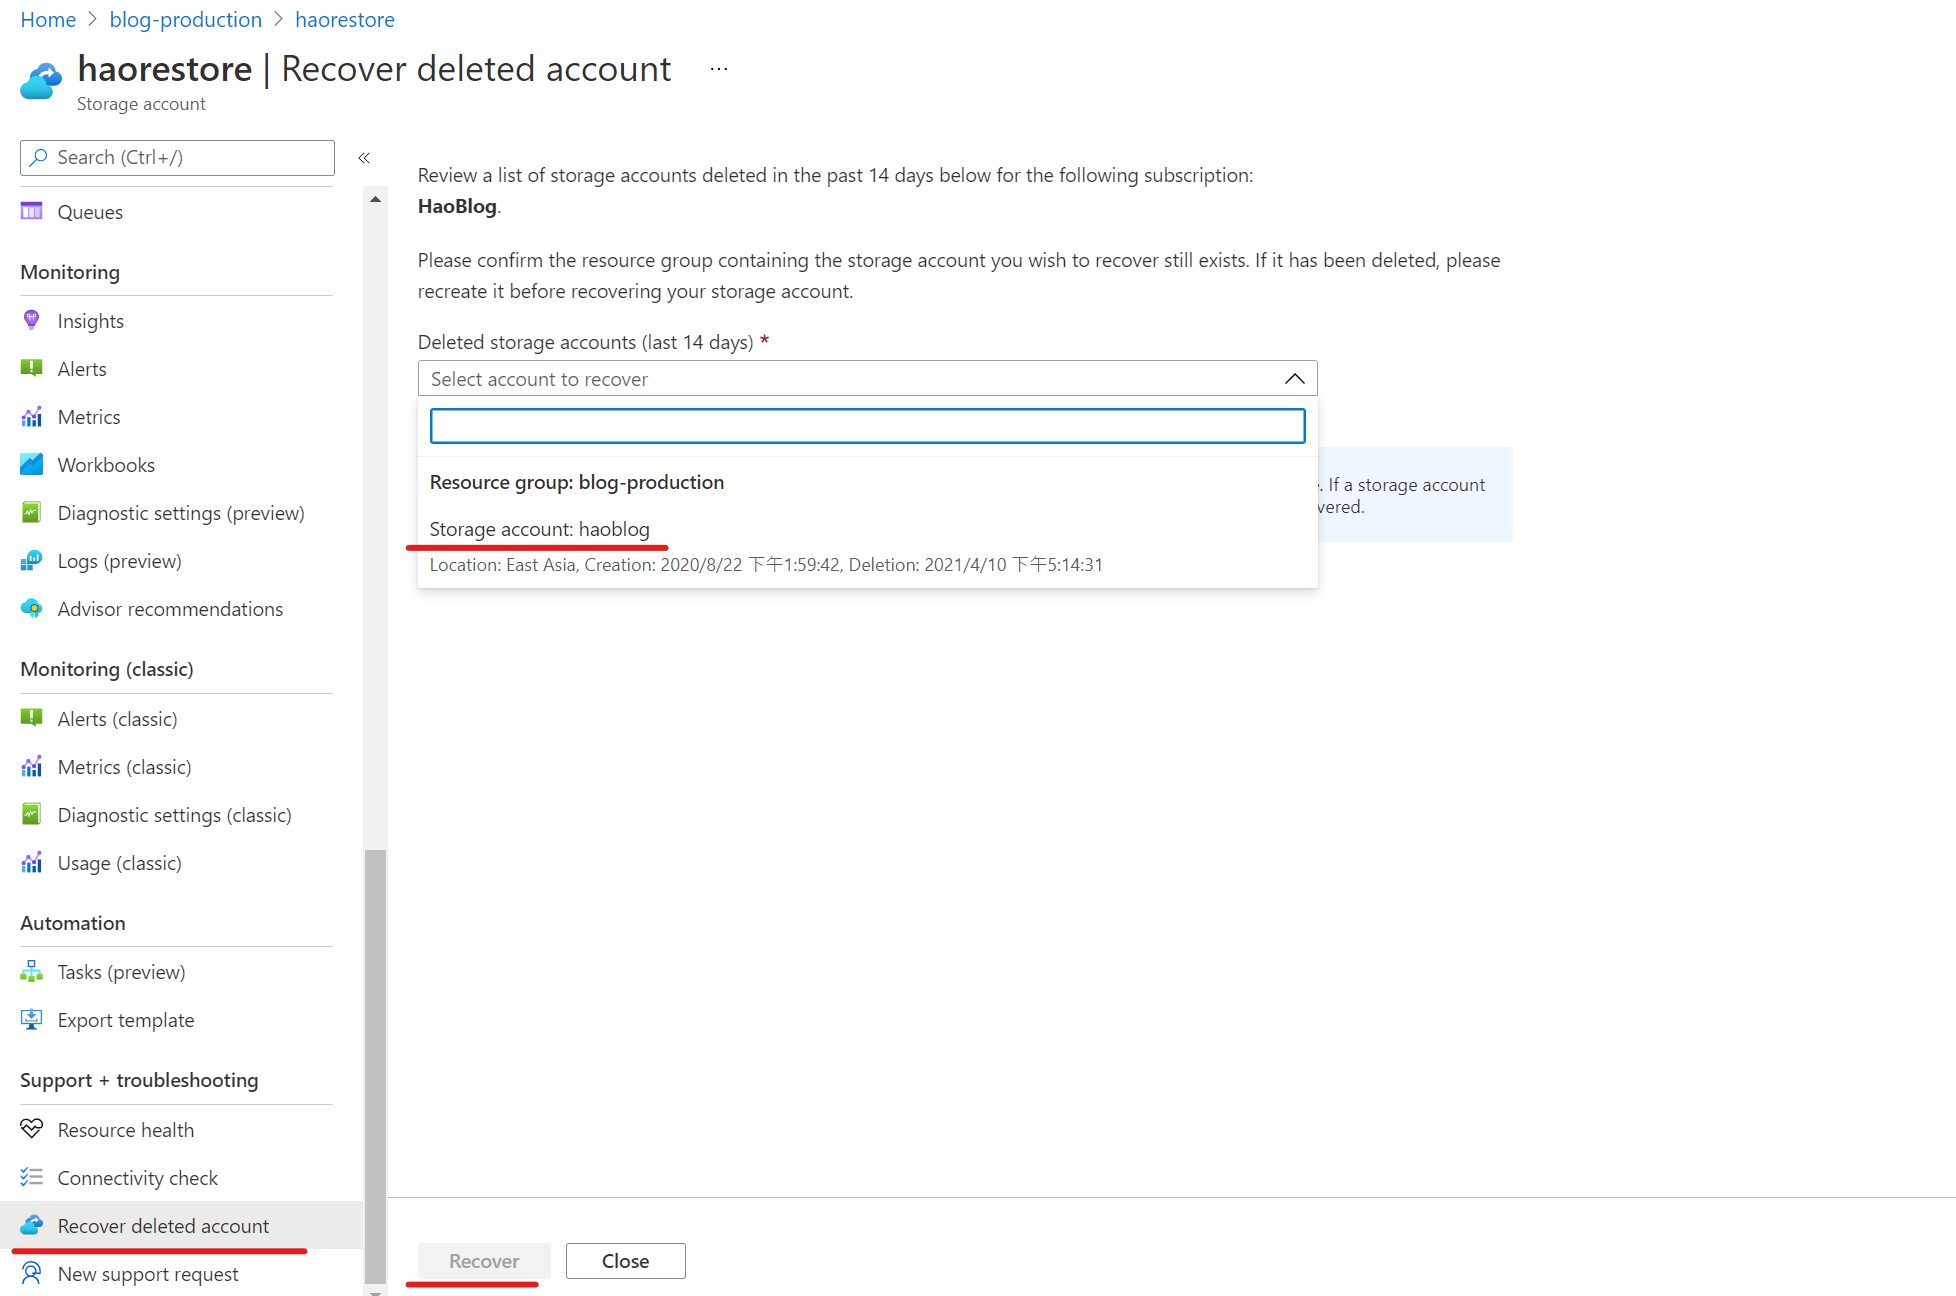 Home > blog-production > haorestore
haorestore | Recover deleted account ...
Storage account
Search (Ctrl+/)
«
Queues
Monitoring
Insights
Alerts
Metrics
Workbooks
Diagnostic settings (preview)
Logs (preview)
Advisor recommendations
Monitoring (classic)
Alerts (classic)
Metrics (classic)
Diagnostic settings (classic)
Usage (classic)
Automation
Tasks (preview)
Export template
Support + troubleshooting
Resource health
Connectivity check
Recover deleted account
New support request
Review a list of storage accounts deleted in the past 14 days below for the following subscription:
HaoBlog.
Please confirm the resource group containing the storage account you wish to recover still exists. If it has been deleted, please
recreate it before recovering your storage account.
Deleted storage accounts (last 14 days) *
Select account to recover
Resource group: blog-production
Storage account: haoblog
Location: East Asia, Creation: 2020/8/22 下午1:59:42, Deletion: 2021/4/10 下午5:14:31
. If a storage account
vered.
Recover
Close